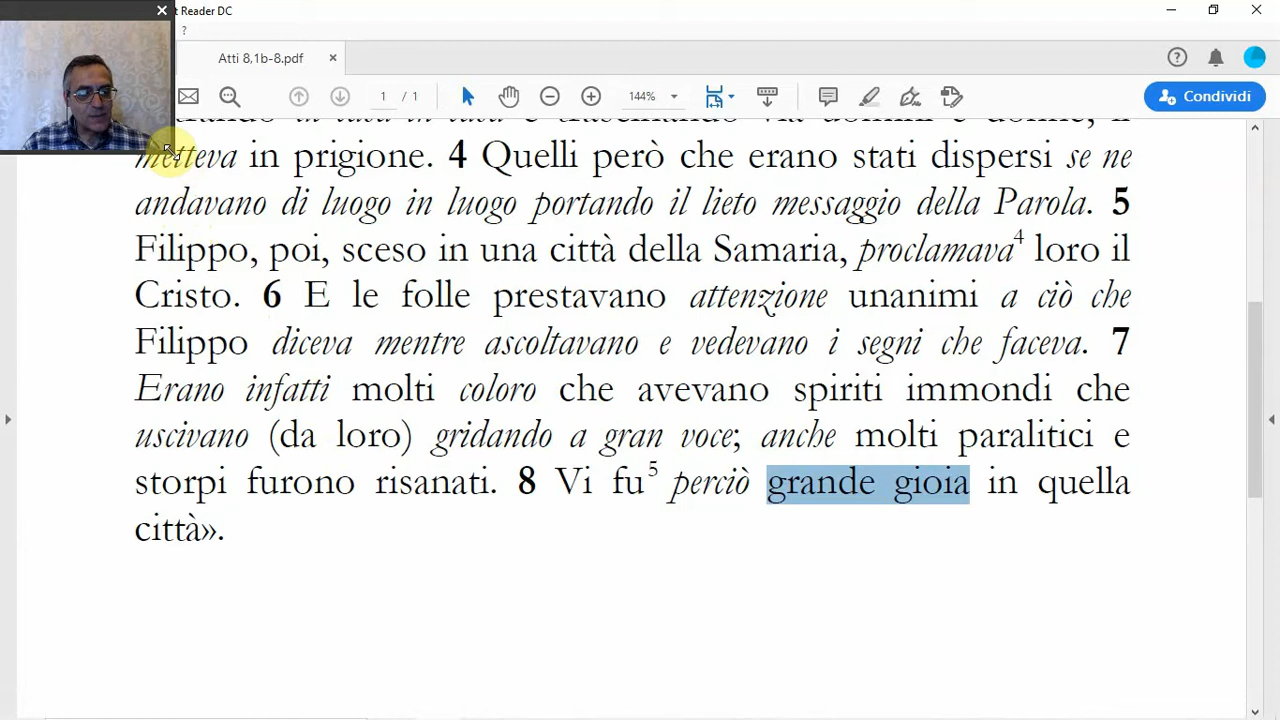 t Reader DC
?
Atti 8,1b-8.pdf
1 / 1
144%
Condividi
metteva in prigione. 4 Quelli però che erano stati dispersi se ne
andavano di luogo in luogo portando il lieto messaggio della Parola. 5
Filippo, poi, sceso in una città della Samaria, proclamava4 loro il
Cristo. 6 E le folle prestavano attenzione unanimi a ciò che
Filippo diceva mentre ascoltavano e vedevano i segni che faceva. 7
Erano infatti molti coloro che avevano spiriti immondi che
uscivano (da loro) gridando a gran voce; anche molti paralitici e
storpi furono risanati. 8 Vi fu5 perciò grande gioia in quella
città».